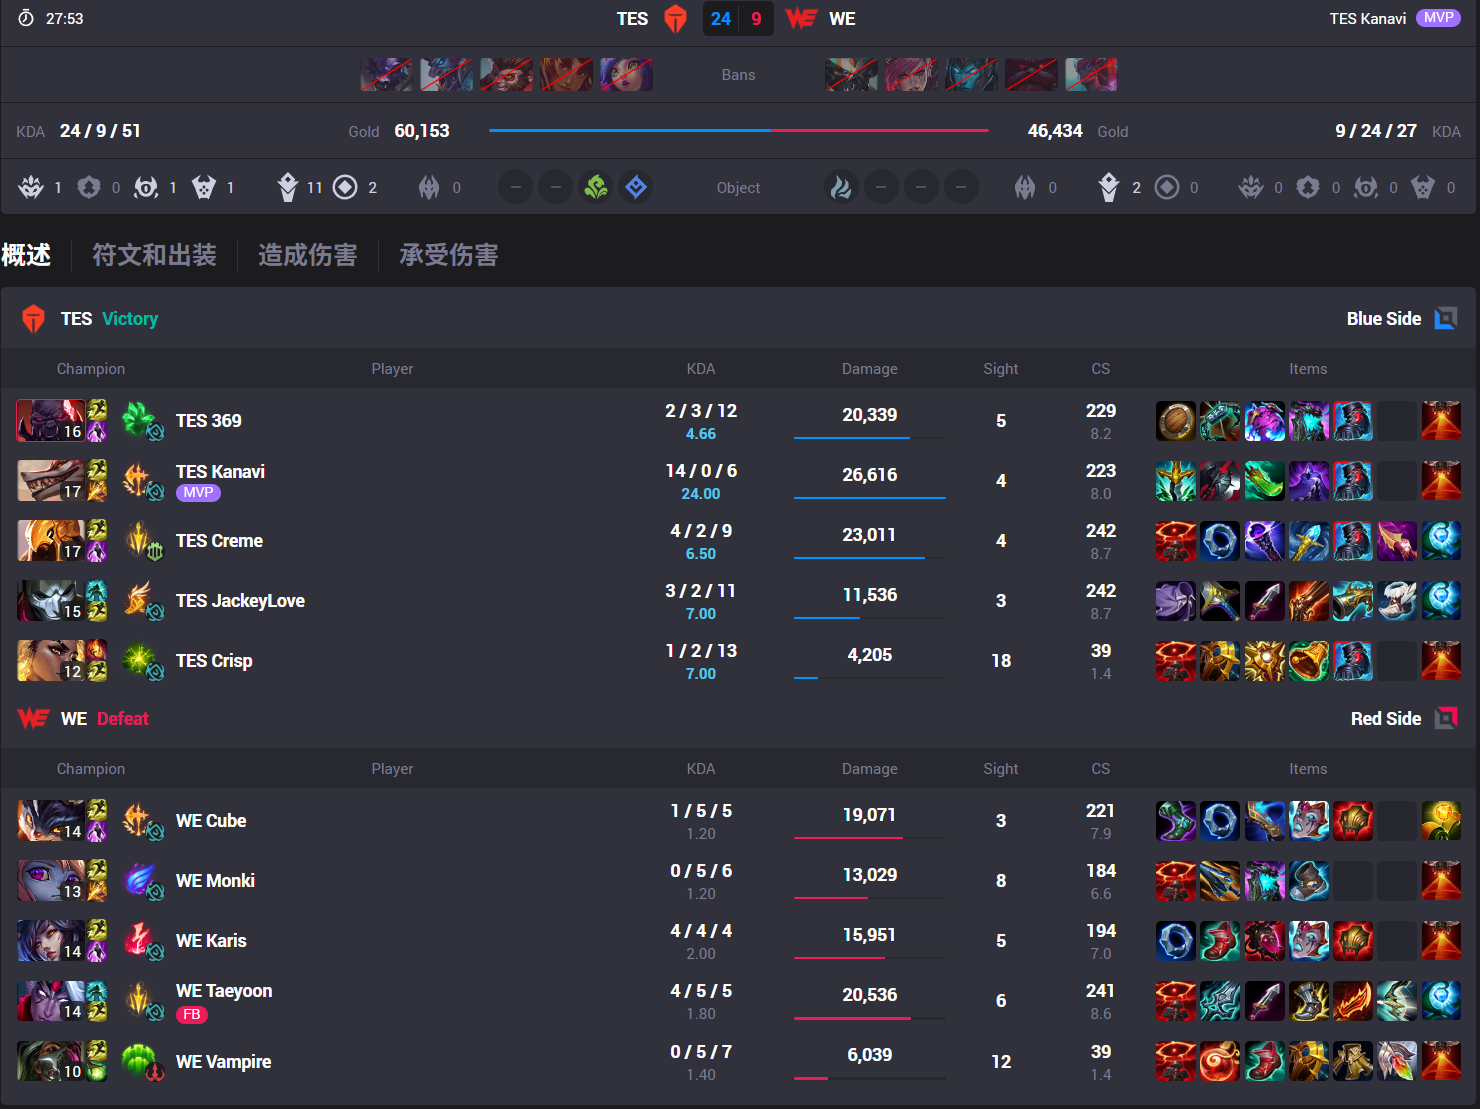 27:53 TES 24 9 WE TES Kanavi MVP
Bans
KDA 24 / 9 / 51 Gold 60,153 46,434 Gold 9 / 24 / 27 KDA
1 0 1 1 11 2 0 Object 0 2 0 0 0 0 0
概述 符文和出装 造成伤害 承受伤害
TES Victory Blue Side
Champion Player KDA Damage Sight CS Items
16 TES 369 2 / 3 / 12 4.66 20,339 5 229 8.2
17 TES Kanavi MVP 14 / 0 / 6 24.00 26,616 4 223 8.0
17 TES Creme 4 / 2 / 9 6.50 23,011 4 242 8.7
15 TES JackeyLove 3 / 2 / 11 7.00 11,536 3 242 8.7
12 TES Crisp 1 / 2 / 13 7.00 4,205 18 39 1.4
WE Defeat Red Side
Champion Player KDA Damage Sight CS Items
14 WE Cube 1 / 5 / 5 1.20 19,071 3 221 7.9
13 WE Monki 0 / 5 / 6 1.20 13,029 8 184 6.6
14 WE Karis 4 / 4 / 4 2.00 15,951 5 194 7.0
14 WE Taeyoon FB 4 / 5 / 5 1.80 20,536 6 241 8.6
10 WE Vampire 0 / 5 / 7 1.40 6,039 12 39 1.4